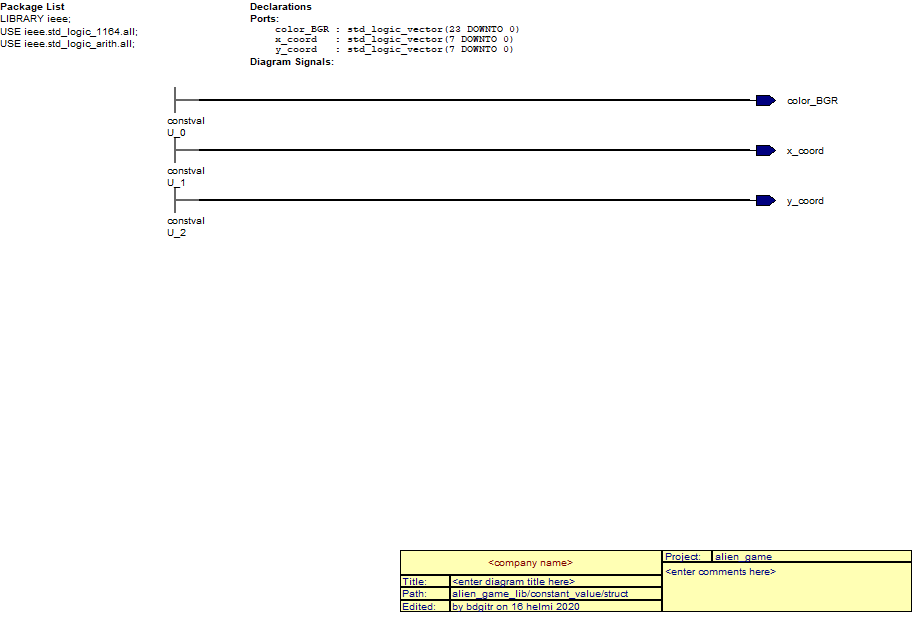 Package List
LIBRARY ieee;
USE ieee.std_logic_1164.all;
USE ieee.std_logic_arith.all;
Declarations
Ports:
color_BGR : std_logic_vector(23 DOWNTO 0)
x_coord : std_logic_vector(7 DOWNTO 0)
y_coord : std_logic_vector(7 DOWNTO 0)
Diagram Signals:
color_BGR
constval
U_0
x_coord
constval
U_1
y_coord
constval
U_2
<company name>
Title: <enter diagram title here>
Path: alien_game_lib/constant_value/struct
Edited: by bdgitr on 16 helmi 2020
Project: alien_game
<enter comments here>